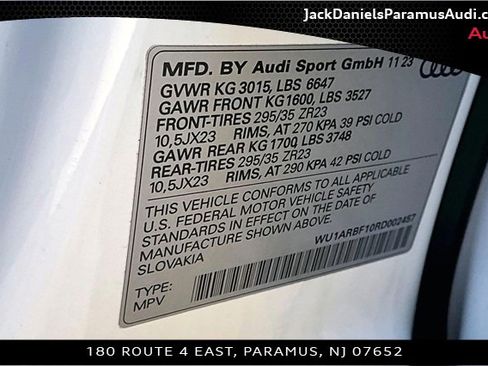 JackDanielsParamusAudi.c
Au
MFD. BY Audi Sport GmbH 11 23
GVWR KG 3015, LBS 6647
GAWR FRONT KG1600, LBS 3527
FRONT-TIRES 295/35 ZR23
10,5JX23 RIMS, AT 270 KPA 39 PSI COLD
GAWR REAR KG 1700, LBS 3748
REAR-TIRES 295/35 ZR23
10,5JX23 RIMS, AT 290 KPA 42 PSI COLD
THIS VEHICLE CONFORMS TO ALL APPLICABLE
U.S. FEDERAL MOTOR VEHICLE SAFETY
STANDARDS IN EFFECT ON THE DATE OF
MANUFACTURE SHOWN ABOVE.
SLOVAKIA
WU1ARBF10RD002457
TYPE:
MPV
180 ROUTE 4 EAST, PARAMUS, NJ 07652